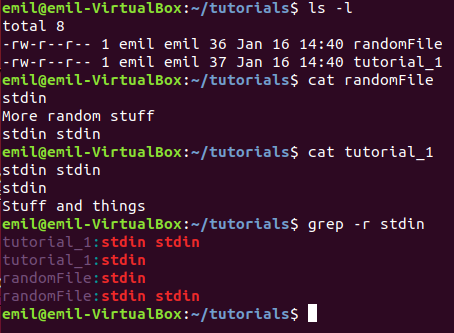 emil@emil-VirtualBox:~/tutorials$ ls -l
total 8
-rw-r--r-- 1 emil emil 36 Jan 16 14:40 randomFile
-rw-r--r-- 1 emil emil 37 Jan 16 14:40 tutorial_1
emil@emil-VirtualBox:~/tutorials$ cat randomFile
stdin
More random stuff
stdin stdin
emil@emil-VirtualBox:~/tutorials$ cat tutorial_1
stdin stdin
stdin
Stuff and things
emil@emil-VirtualBox:~/tutorials$ grep -r stdin
tutorial_1:stdin stdin
tutorial_1:stdin
randomFile:stdin
randomFile:stdin stdin
emil@emil-VirtualBox:~/tutorials$